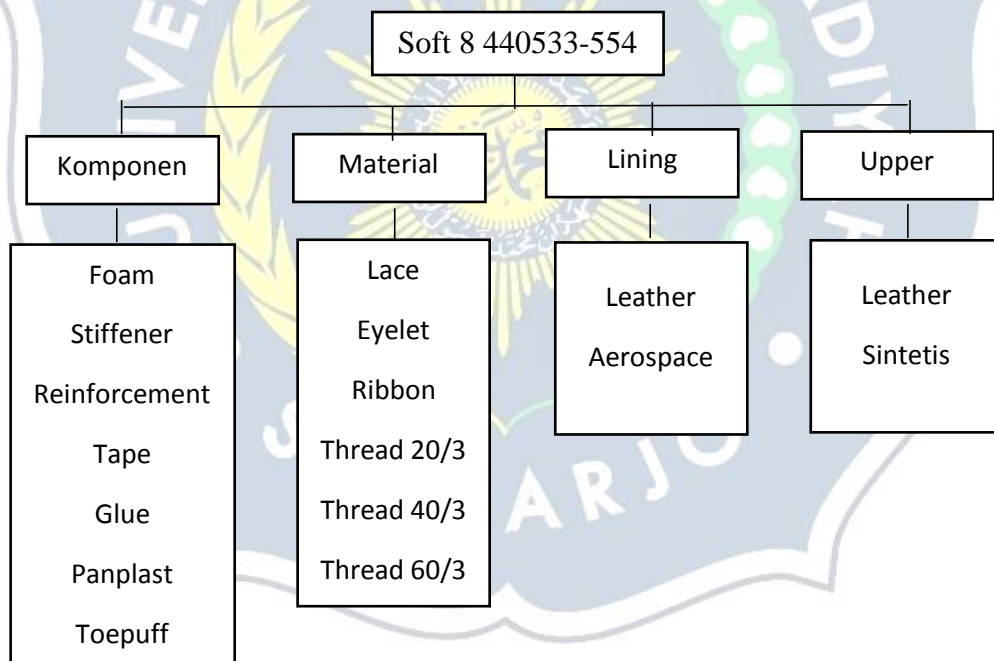 Soft 8 440533-554
Komponen
Material
Lining
Upper
Foam
Stiffener
Reinforcement
Tape
Glue
Panplast
Toepuff
Lace
Eyelet
Ribbon
Thread 20/3
Thread 40/3
Thread 60/3
Leather
Aerospace
Leather
Sintetis
ARJO